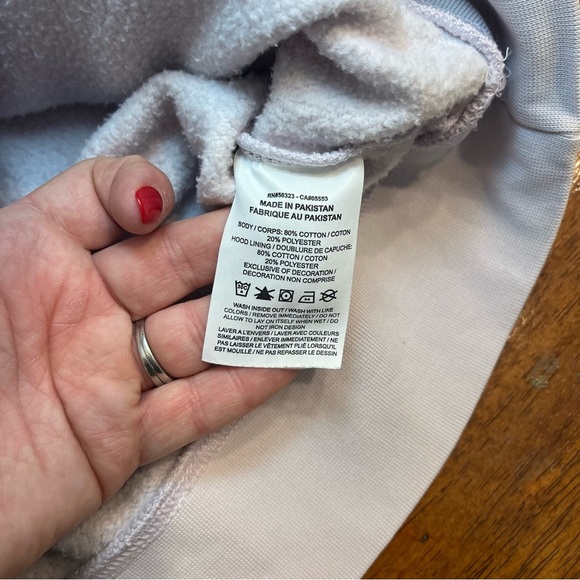 RN#56323 - CA#05553
MADE IN PAKISTAN
FABRIQUE AU PAKISTAN
BODY / CORPS: 80% COTTON / COTON
20% POLYESTER
HOOD LINING / DOUBLURE DE CAPUCHE:
80% COTTON / COTON
20% POLYESTER
EXCLUSIVE OF DECORATION /
DECORATION NON COMPRISE
WASH INSIDE OUT / WASH WITH LIKE
COLORS / REMOVE IMMEDIATELY / DO NOT
ALLOW TO LAY ON ITSELF WHEN WET / DO
NOT IRON DESIGN
LAVER A L'ENVERS / LAVER AVEC COULEURS
SIMILAIRES / ENLEVER IMMEDIATEMENT /
PAS LAISSER LE VÊTEMENT PLIÉ LORSQU'IL
EST MOUILLÉ / NE PAS REPASSER LE DESSIN